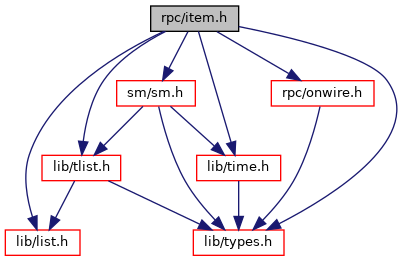 rpc/item.h
sm/sm.h
rpc/onwire.h
lib/tlist.h
lib/time.h
lib/list.h
lib/types.h